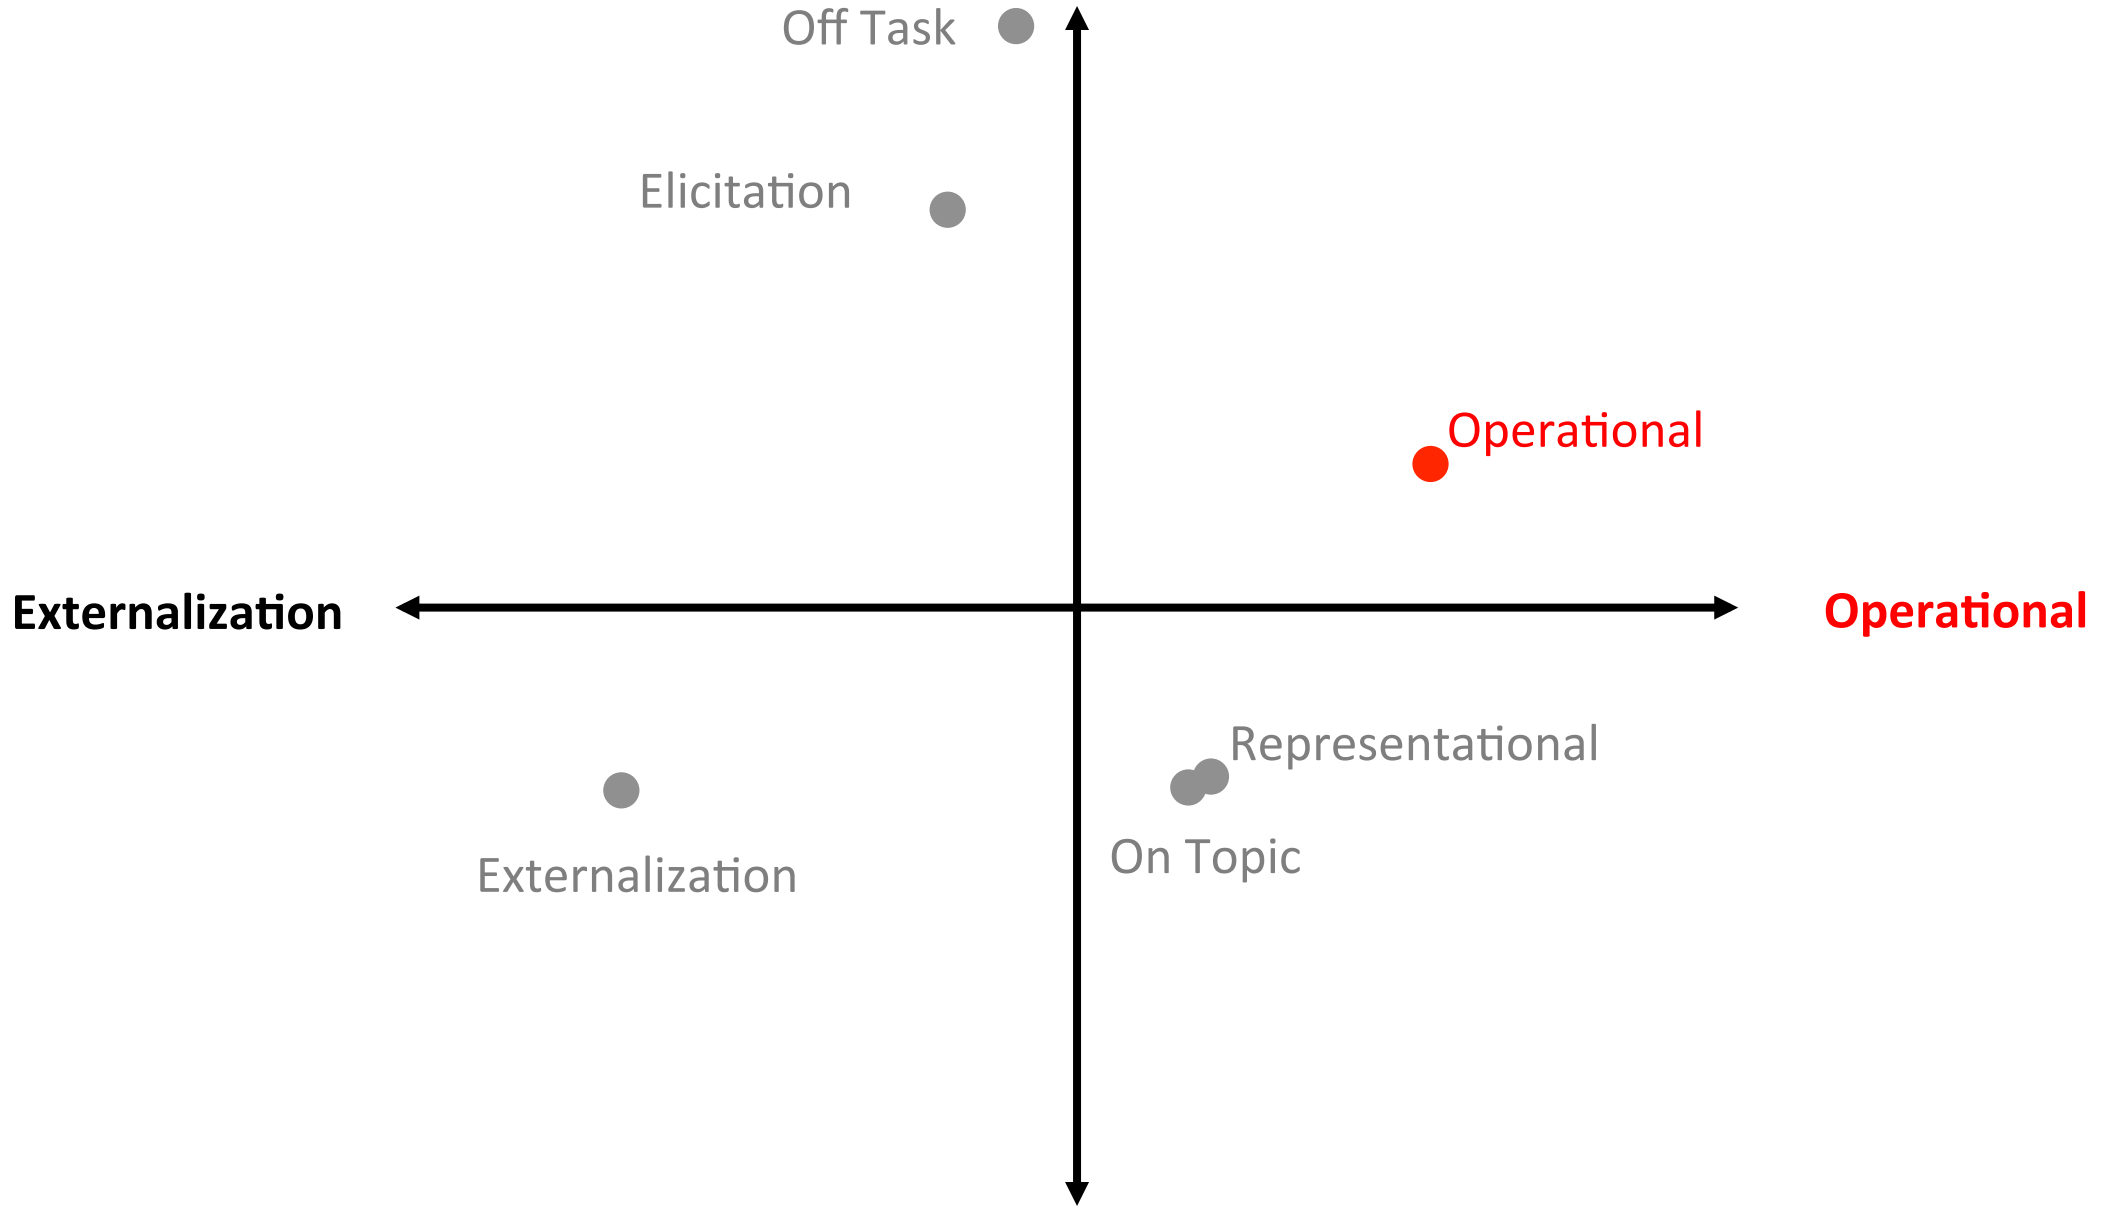 Off Task
Elicitation
Operational
Externalization
Operational
Representational
On Topic
Externalization